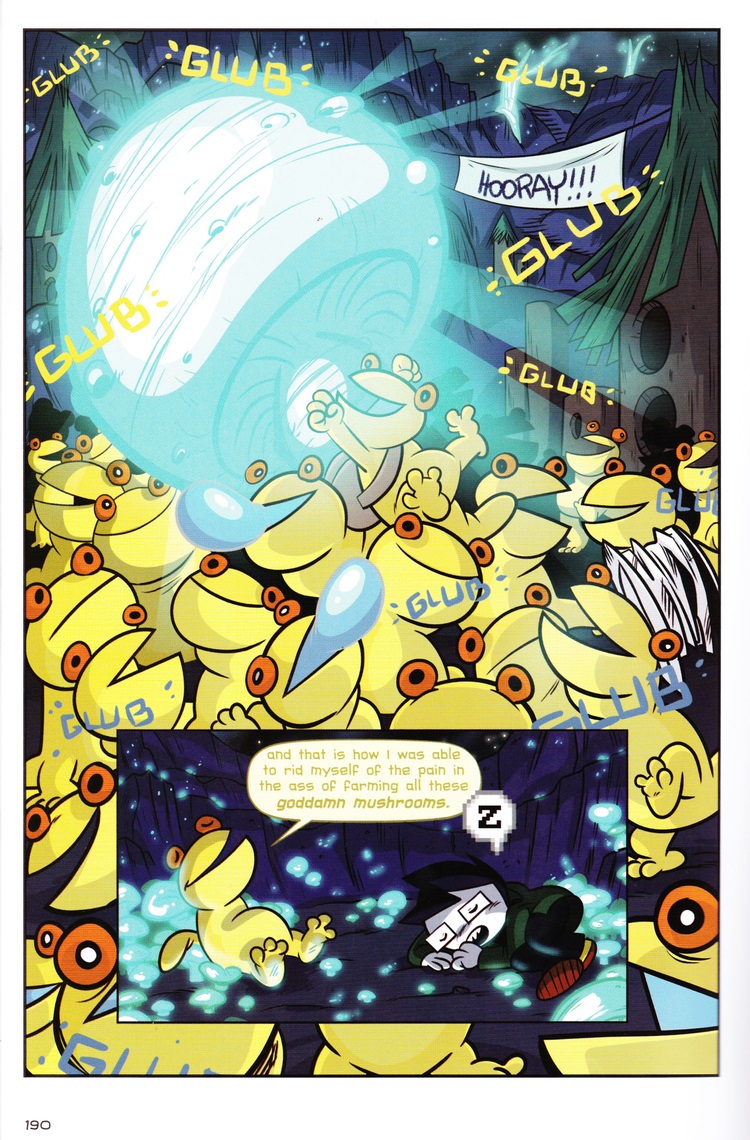 GLUB
GLUB
GLUB
HOORAY!!!
GLUB
GLUB
GLUB
GLUB
GLUB
GLUB
GLUB
and that is how I was able
to rid myself of the pain in
the ass of farming all these
goddamn mushrooms.
Z
GLUB
190